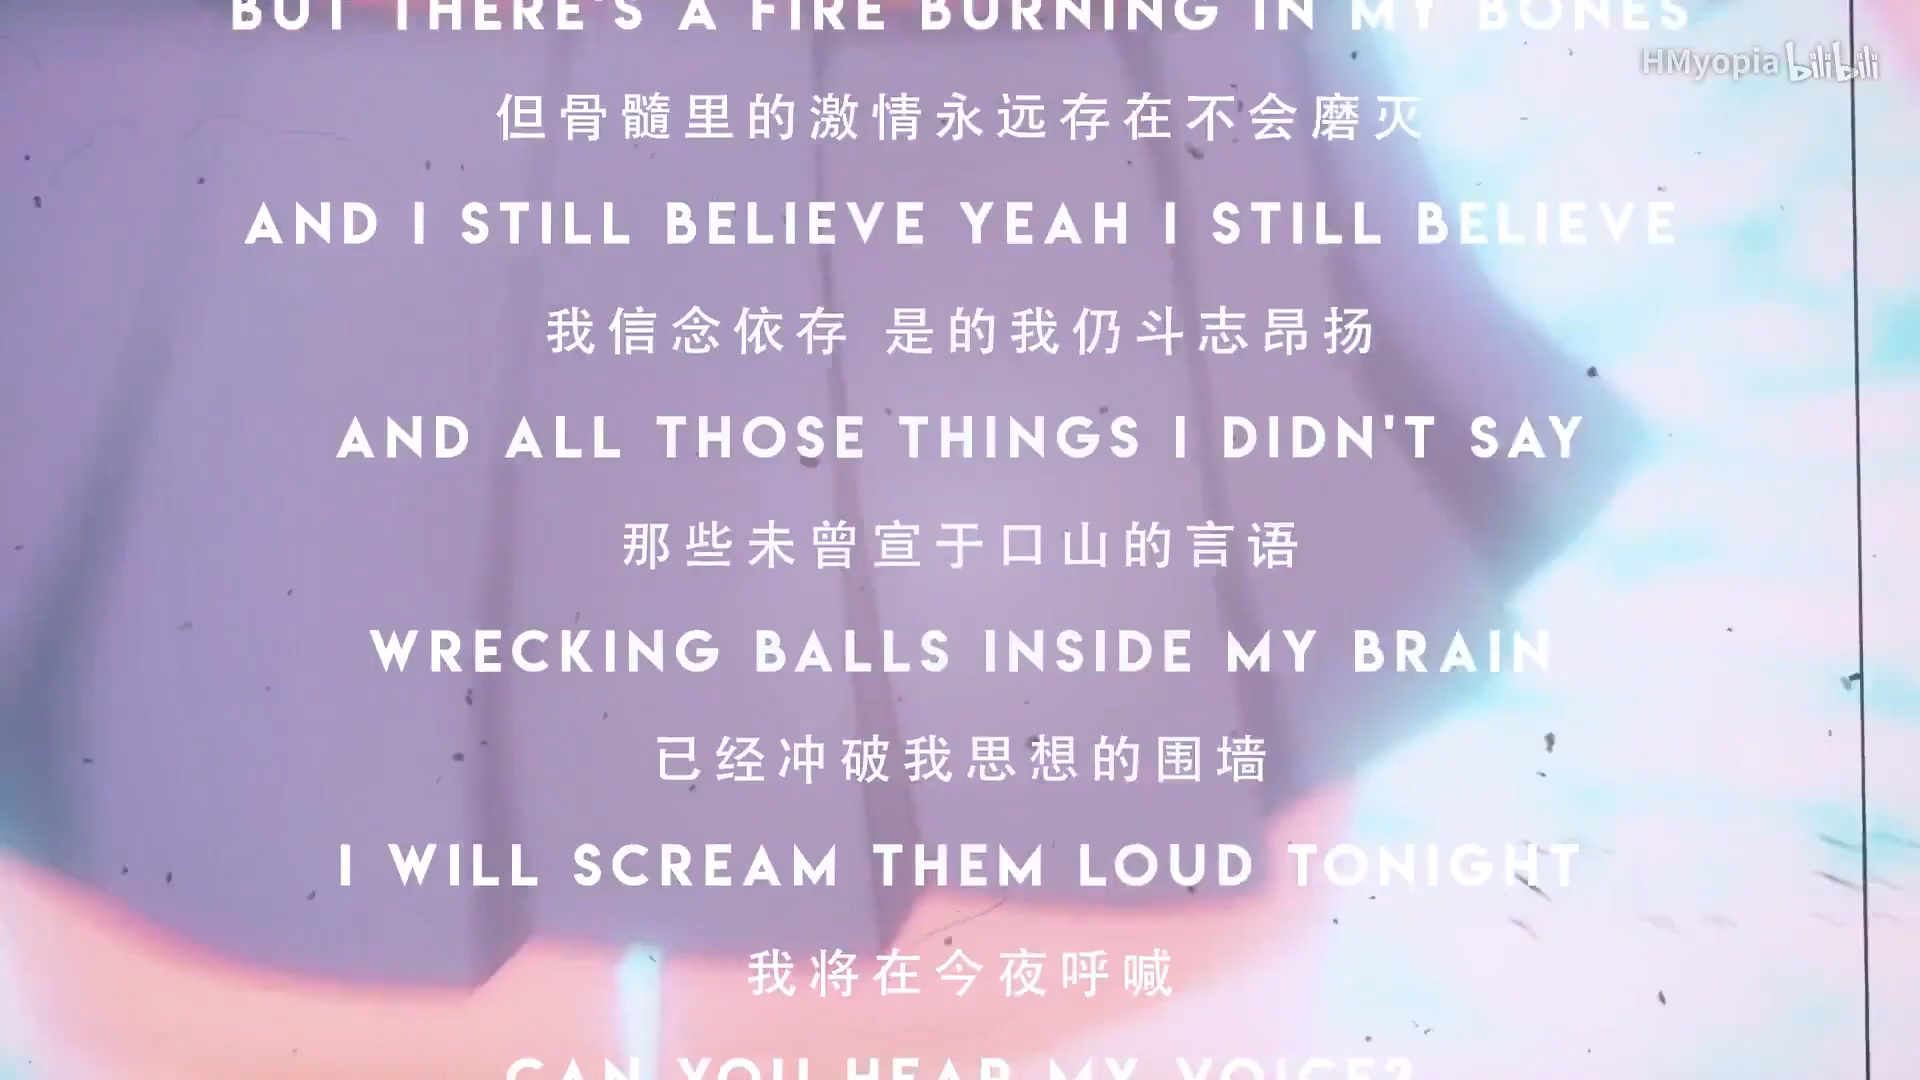 BUT THERE'S A FIRE BURNING IN MY BONES
HMyopia bilibili
但骨髓里的激情永远存在不会磨灭
AND I STILL BELIEVE YEAH I STILL BELIEVE
我信念依存 是的我仍斗志昂扬
AND ALL THOSE THINGS I DIDN'T SAY
那些未曾宣于口山的言语
WRECKING BALLS INSIDE MY BRAIN
已经冲破我思想的围墙
I WILL SCREAM THEM LOUD TONIGHT
我将在今夜呼喊
CAN YOU HEAR MY VOICE?